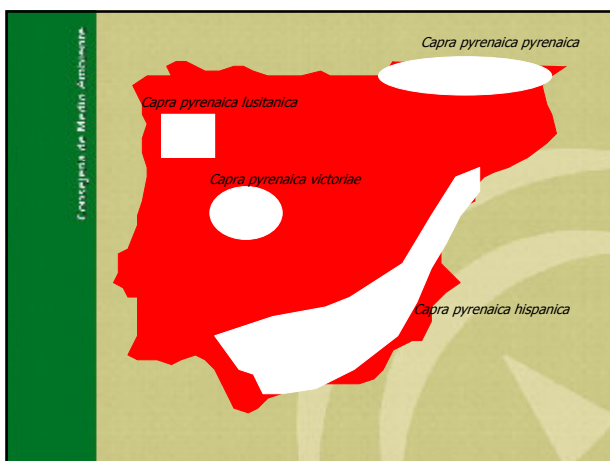 Consejería de Medio Ambiente
Capra pyrenaica pyrenaica
Capra pyrenaica lusitanica
Capra pyrenaica victoriae
Capra pyrenaica hispanica